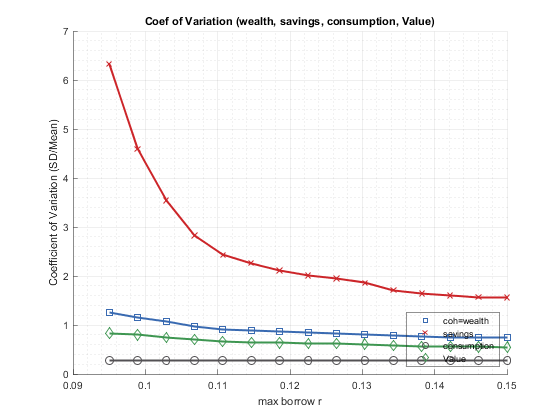 Coef of Variation (wealth, savings, consumption, Value)
7
6
5
4
3
2
1
0
Coefficient of Variation (SD/Mean)
0.09
0.1
0.11
0.12
0.13
0.14
0.15
max borrow r
coh=wealth
savings
consumption
Value